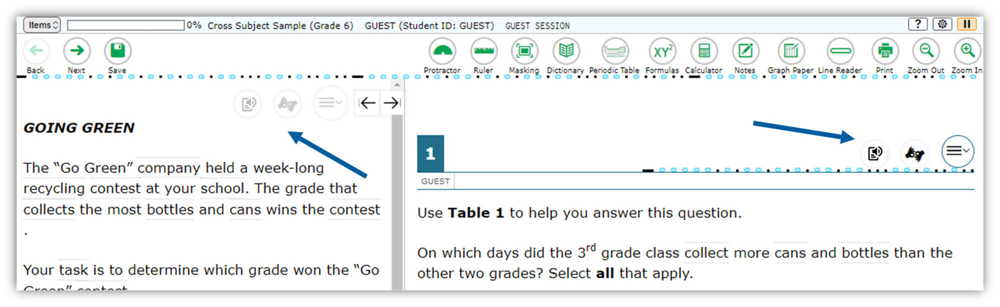 Items 0% Cross Subject Sample (Grade 6) GUEST (Student ID: GUEST) GUEST SESSION ?
XY²
Back Next Save Protractor Ruler Masking Dictionary Periodic Table Formulas Calculator Notes Graph Paper Line Reader Print Zoom Out Zoom In
GOING GREEN
The “Go Green” company held a week-long
recycling contest at your school. The grade that
collects the most bottles and cans wins the contest
.
Your task is to determine which grade won the “Go
Green” contest
1
GUEST
Use Table 1 to help you answer this question.
On which days did the 3rd grade class collect more cans and bottles than the
other two grades? Select all that apply.